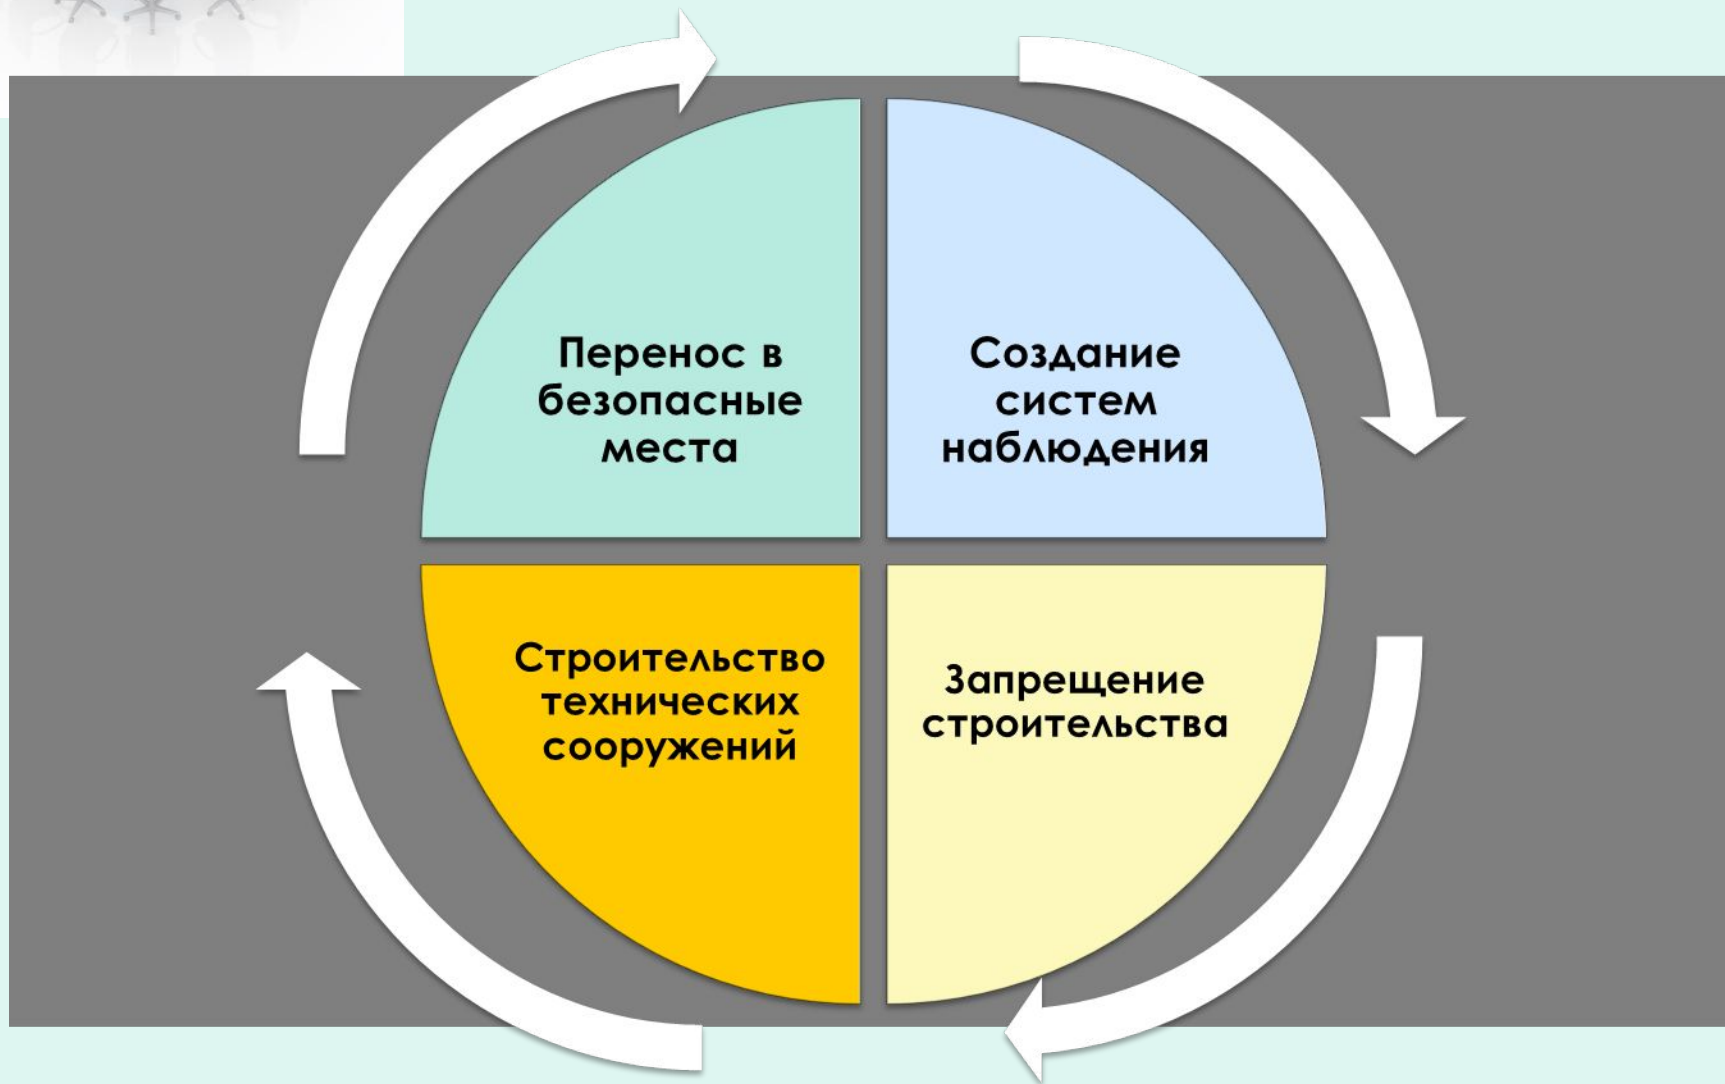 Перенос в
безопасные
места
Создание
систем
наблюдения
Строительство
технических
сооружений
Запрещение
строительства